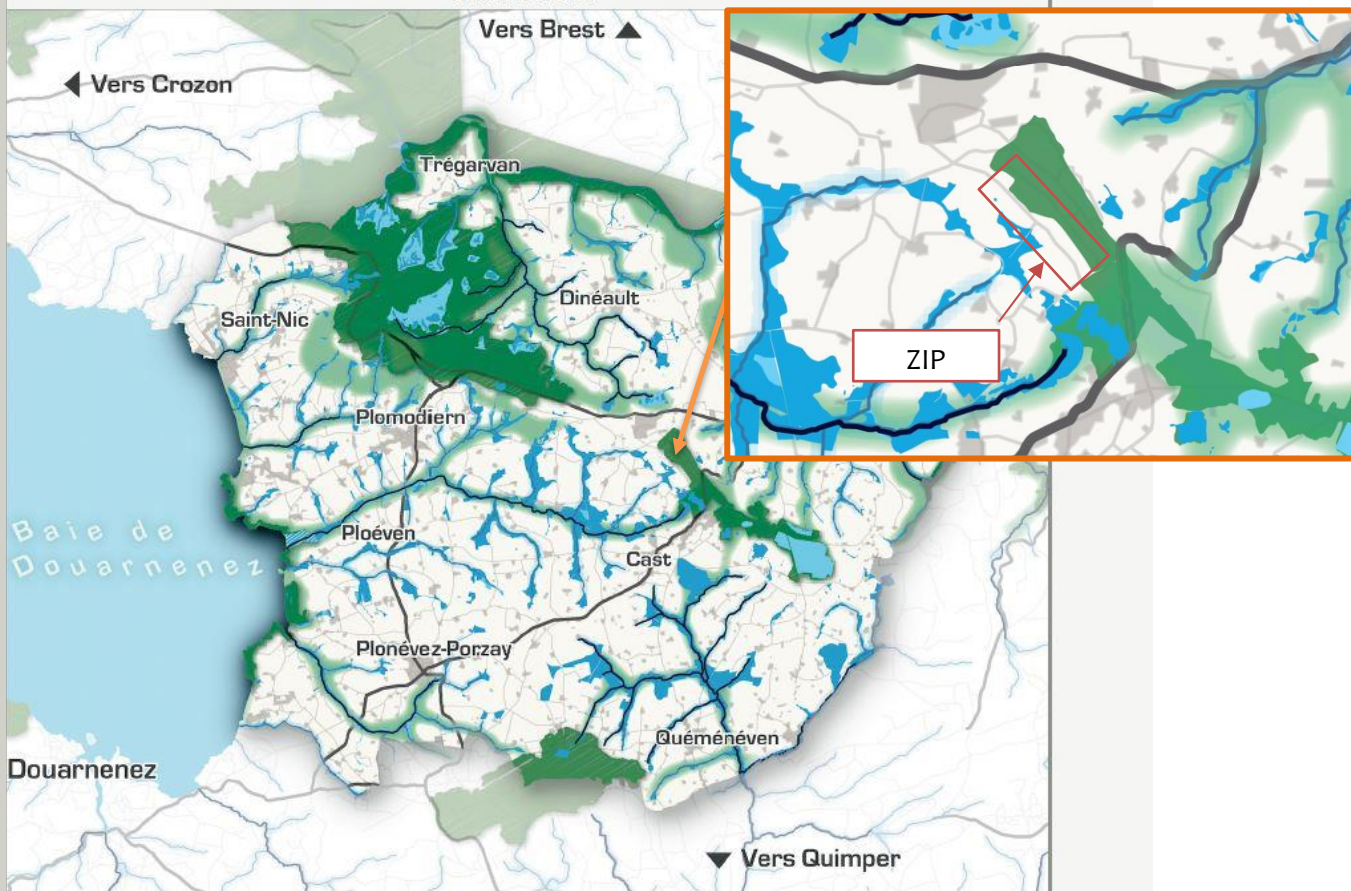 Vers Brest ▲
◄ Vers Crozon
Trégarvan
Dinéault
Saint-Nic
ZIP
Plomodiern
Baie de
Douarnenez
Ploéven
Cast
Plonévez-Porzay
Quéménéven
Douarnenez
▼ Vers Quimper